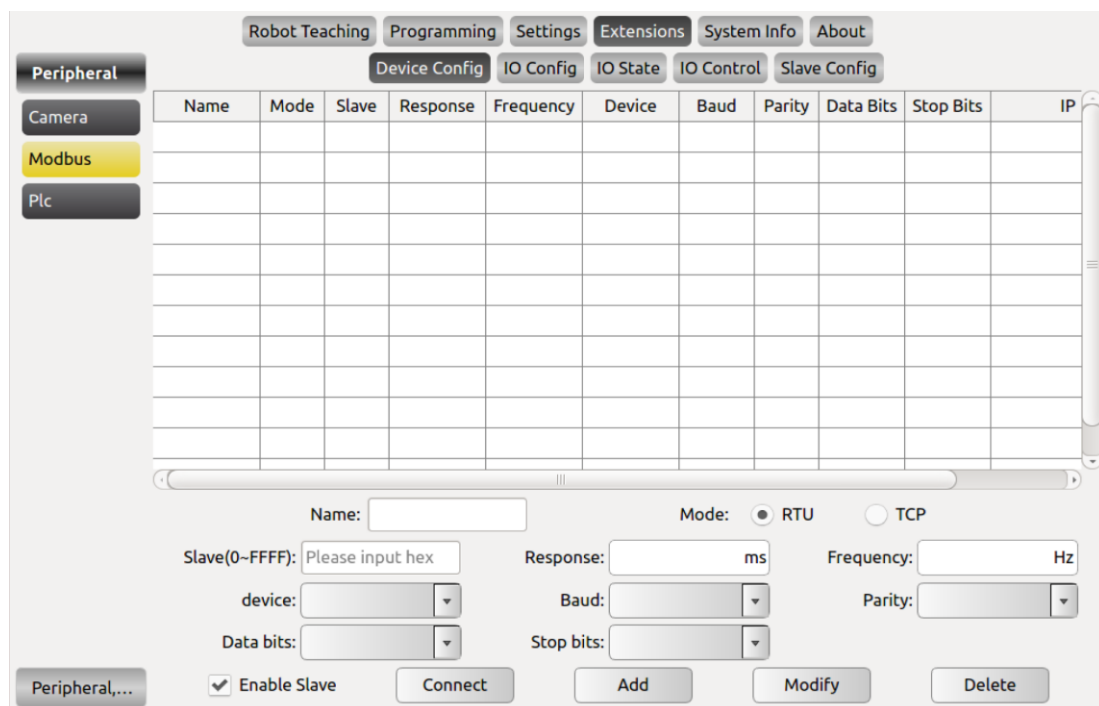 Robot Teaching Programming Settings Extensions System Info About
Peripheral Device Config IO Config IO State IO Control Slave Config
Camera
Modbus
Plc
Name Mode Slave Response Frequency Device Baud Parity Data Bits Stop Bits IP
Name: Mode: RTU TCP
Slave(0~FFFF): Please input hex Response: ms Frequency: Hz
device: Baud: Parity:
Data bits: Stop bits:
Peripheral,... Enable Slave Connect Add Modify Delete